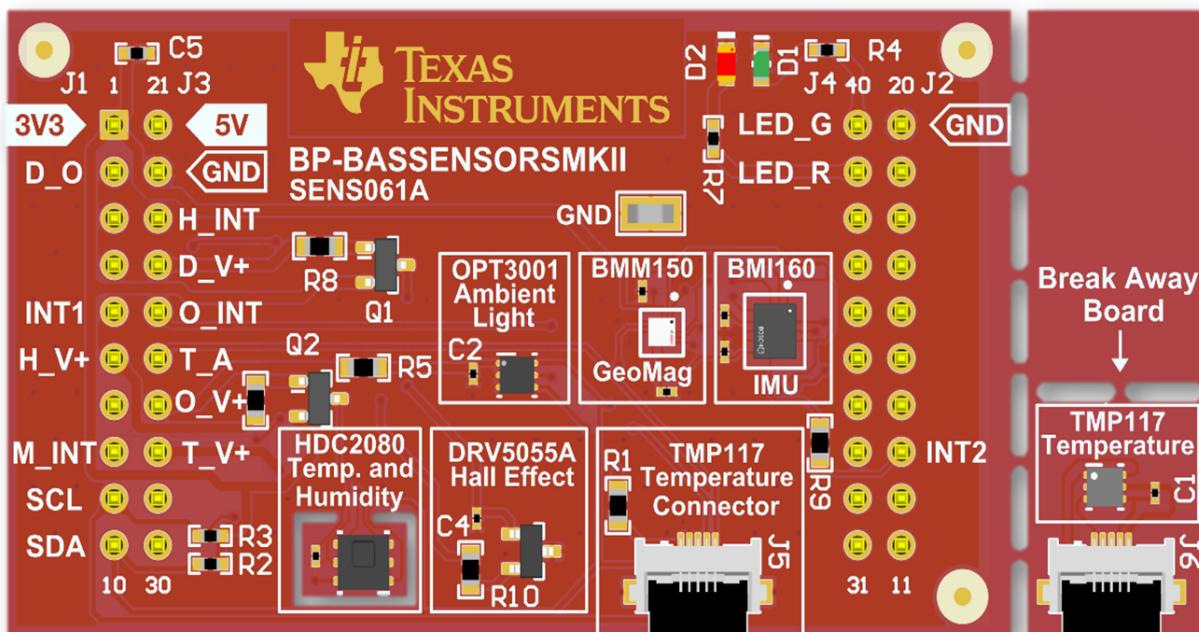 C5
J1 1 21 J3
TEXAS
INSTRUMENTS
D2
D1
R4
J4 40 20 J2
3V3
5V
LED_G
GND
D_O
GND
BP-BASSENSORSMKII
SENS061A
R7
LED_R
H_INT
GND
D_V+
R8
Q1
OPT3001
Ambient
Light
C2
BMM150
GeoMag
BMI160
IMU
Break Away
Board
INT1
O_INT
H_V+
T_A
Q2
R5
O_V+
M_INT
T_V+
HDC2080
Temp. and
Humidity
DRV5055A
Hall Effect
C4
R10
R1
TMP117
Temperature
Connector
J5
R9
INT2
TMP117
Temperature
C1
J6
SCL
SDA
R3
R2
10 30
31 11